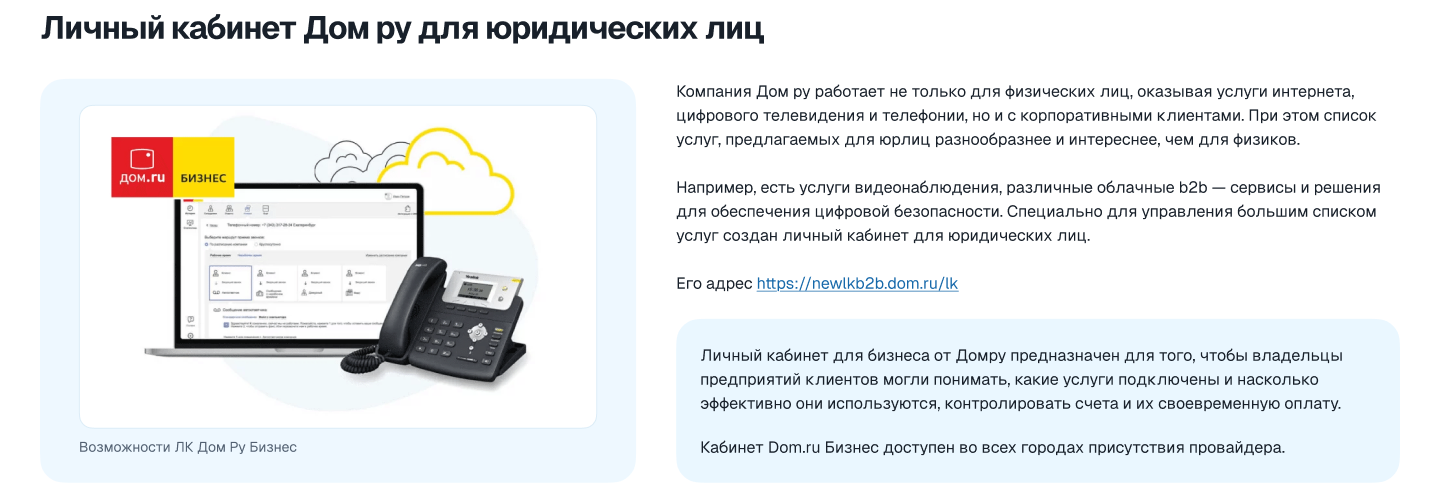 Личный кабинет Дом ру для юридических лиц
ДОМ.ru
БИЗНЕС
Возможности ЛК Дом Ру Бизнес
Компания Дом ру работает не только для физических лиц, оказывая услуги интернета,
цифрового телевидения и телефонии, но и с корпоративными клиентами. При этом список
услуг, предлагаемых для юрлиц разнообразнее и интереснее, чем для физиков.
Например, есть услуги видеонаблюдения, различные облачные b2b — сервисы и решения
для обеспечения цифровой безопасности. Специально для управления большим списком
услуг создан личный кабинет для юридических лиц.
Его адрес https://newlkb2b.dom.ru/lk
Личный кабинет для бизнеса от Домру предназначен для того, чтобы владельцы
предприятий клиентов могли понимать, какие услуги подключены и насколько
эффективно они используются, контролировать счета и их своевременную оплату.
Кабинет Dom.ru Бизнес доступен во всех городах присутствия провайдера.